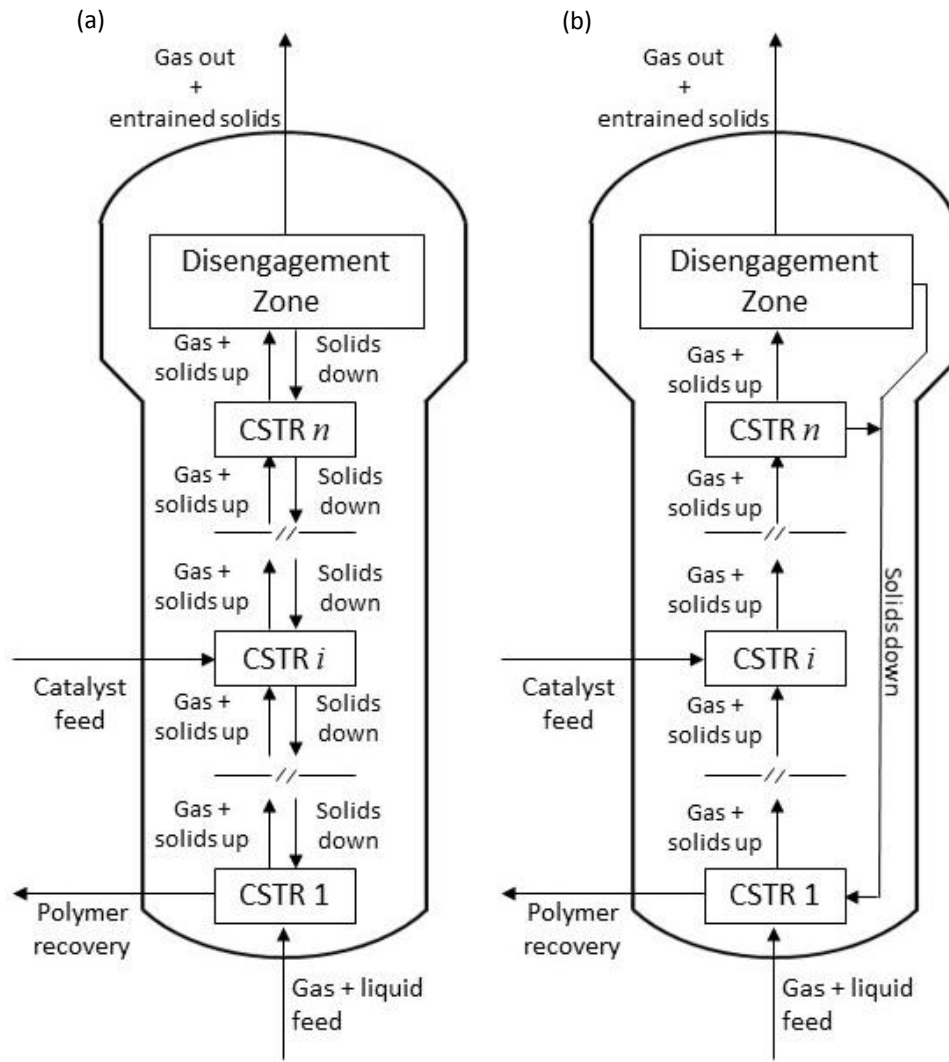 (a)
Gas out
+
entrained solids
Disengagement
Zone
Gas +
solids up
Solids
down
CSTR n
Gas +
solids up
Solids
down
//
Gas +
solids up
Solids
down
CSTR i
Catalyst
feed
Gas +
solids up
Solids
down
//
Gas +
solids up
Solids
down
CSTR 1
Polymer
recovery
Gas + liquid
feed
(b)
Gas out
+
entrained solids
Disengagement
Zone
Gas +
solids up
CSTR n
Gas +
solids up
//
Gas +
solids up
Solids down
CSTR i
Catalyst
feed
Gas +
solids up
//
Gas +
solids up
CSTR 1
Polymer
recovery
Gas + liquid
feed